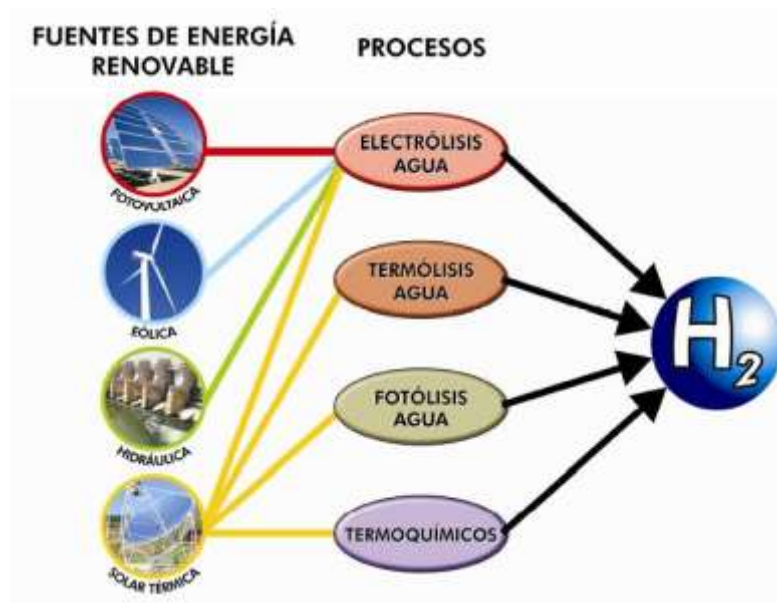 FUENTES DE ENERGÍA
RENOVABLE
PROCESOS
FOTOVOLTAICA
ELECTRÓLISIS
AGUA
EÓLICA
TERMÓLISIS
AGUA
H2
HIDRÁULICA
FOTÓLISIS
AGUA
SOLAR TÉRMICA
TERMOQUÍMICOS